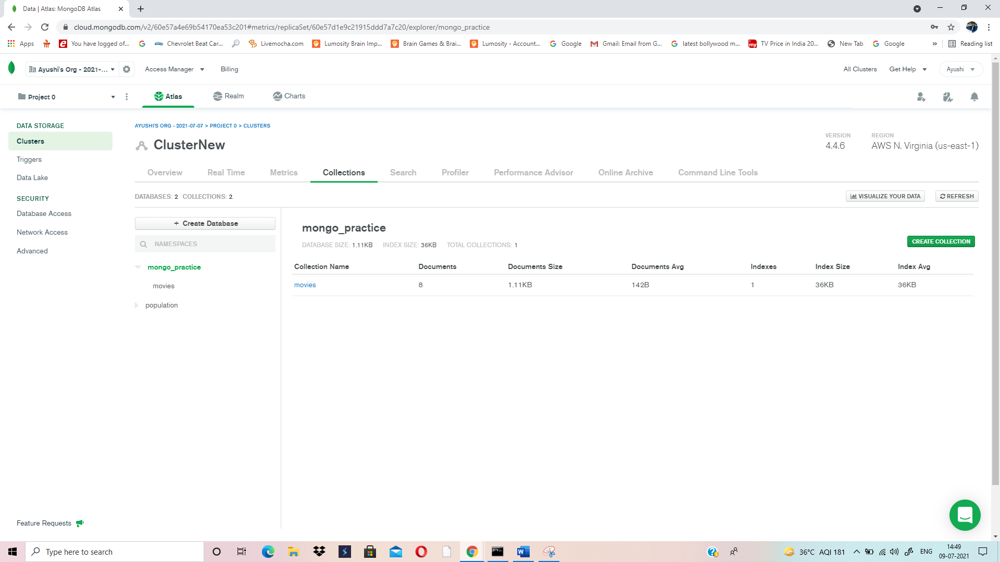 Data | Atlas: MongoDB Atlas
cloud.mongodb.com/v2/60e57a4e69b54170ea53c201#metrics/replicaSet/60e57d1e9c21915ddd7a7c20/explorer/mongo_practice
Apps You have logged of... Chevrolet Beat Car... Livemocha.com Lumosity Brain Imp... Brain Games & Brai... Lumosity - Account... Google Gmail: Email from G... latest bollywood m... my TV Price in India 20... New Tab Google » Reading list
Ayushi's Org - 2021-... Access Manager Billing All Clusters Get Help Ayushi
Project 0 Atlas Realm Charts
DATA STORAGE
Clusters
Triggers
Data Lake
SECURITY
Database Access
Network Access
Advanced
Feature Requests
AYUSHI'S ORG - 2021-07-07 > PROJECT 0 > CLUSTERS
ClusterNew
VERSION
4.4.6
REGION
AWS N. Virginia (us-east-1)
Overview Real Time Metrics Collections Search Profiler Performance Advisor Online Archive Command Line Tools
DATABASES: 2 COLLECTIONS: 2
VISUALIZE YOUR DATA REFRESH
+ Create Database
NAMESPACES
mongo_practice
movies
population
mongo_practice
DATABASE SIZE: 1.11KB INDEX SIZE: 36KB TOTAL COLLECTIONS: 1
CREATE COLLECTION
Collection Name Documents Documents Size Documents Avg Indexes Index Size Index Avg
movies 8 1.11KB 142B 1 36KB 36KB
Type here to search
36°C AQI 181
ENG
14:49
09-07-2021